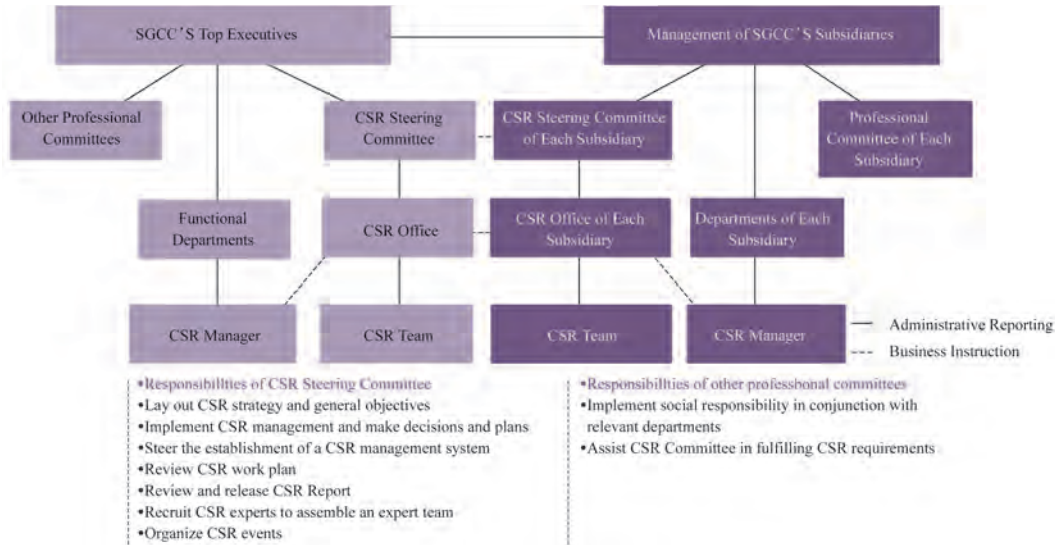 SGCC'S Top Executives
Management of SGCC'S Subsidiaries
Other Professional
Committees
CSR Steering
Committee
CSR Steering Committee
of Each Subsidiary
Professional
Committee of Each
Subsidiary
Functional
Departments
CSR Office
CSR Office of Each
Subsidiary
Departments of Each
Subsidiary
CSR Manager
CSR Team
CSR Team
CSR Manager
Administrative Reporting
Business Instruction
•Responsibilities of CSR Steering Committee
•Lay out CSR strategy and general objectives
•Implement CSR management and make decisions and plans
•Steer the establishment of a CSR management system
•Review CSR work plan
•Review and release CSR Report
•Recruit CSR experts to assemble an expert team
•Organize CSR events
•Responsibilities of other professional committees
•Implement social responsibility in conjunction with
relevant departments
•Assist CSR Committee in fulfilling CSR requirements